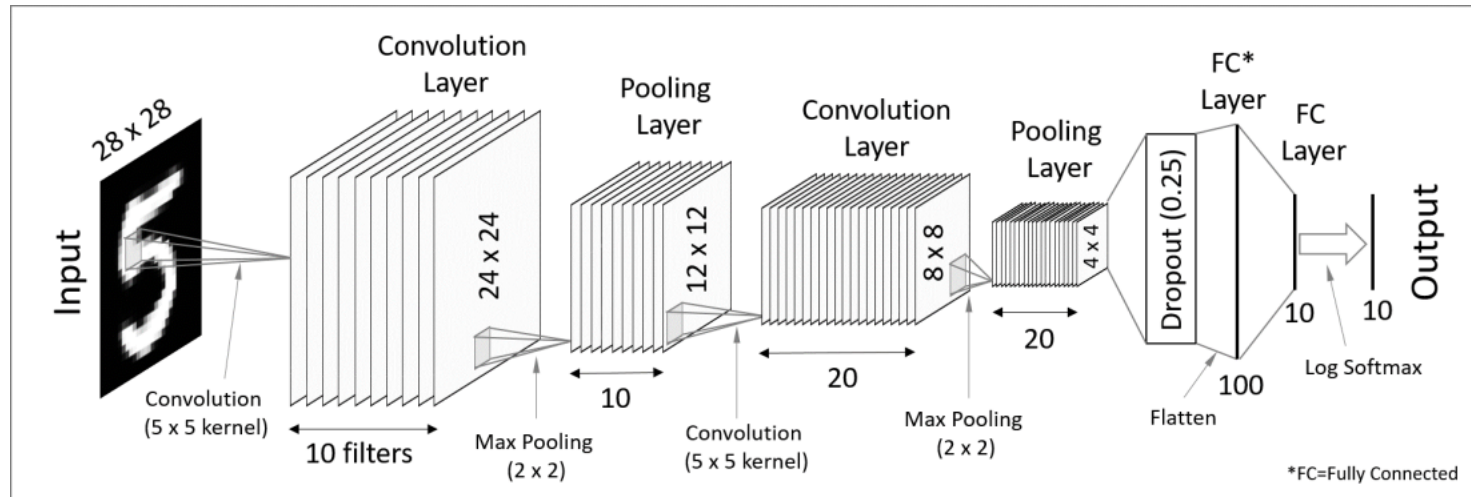 Input
28 x 28
Convolution
(5 x 5 kernel)
Convolution
Layer
24 x 24
10 filters
Max Pooling
(2 x 2)
Pooling
Layer
12 x 12
10
Convolution
(5 x 5 kernel)
Convolution
Layer
8 x 8
20
Max Pooling
(2 x 2)
Pooling
Layer
4 x 4
20
Dropout (0.25)
Flatten
FC*
Layer
100
FC
Layer
10
Log Softmax
10
Output
*FC=Fully Connected